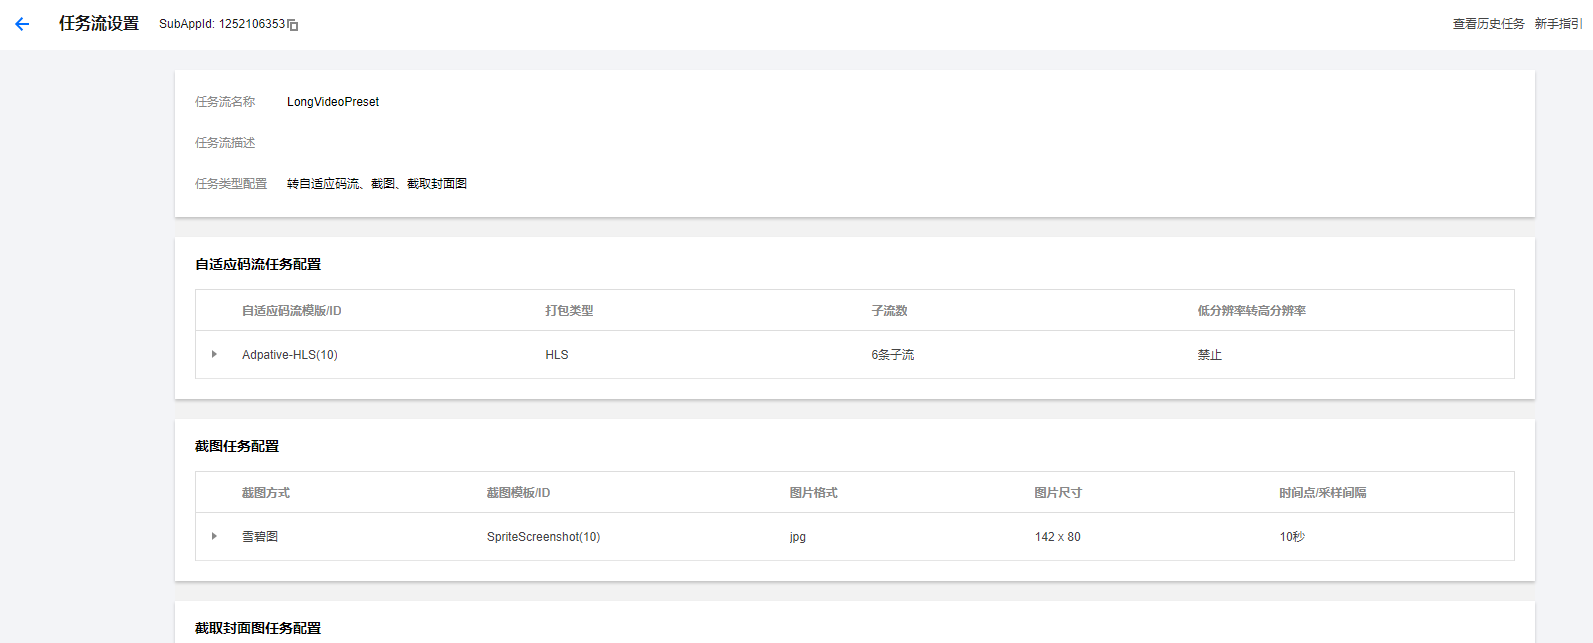 任务流设置 SubAppId: 1252106353 查看历史任务 新手指引
任务流名称 LongVideoPreset
任务流描述
任务类型配置 转自适应码流、截图、截取封面图
自适应码流任务配置
自适应码流模版/ID 打包类型 子流数 低分辨率转高分辨率
Adpative-HLS(10) HLS 6条子流 禁止
截图任务配置
截图方式 截图模板/ID 图片格式 图片尺寸 时间点/采样间隔
雪碧图 SpriteScreenshot(10) jpg 142 x 80 10秒
截取封面图任务配置